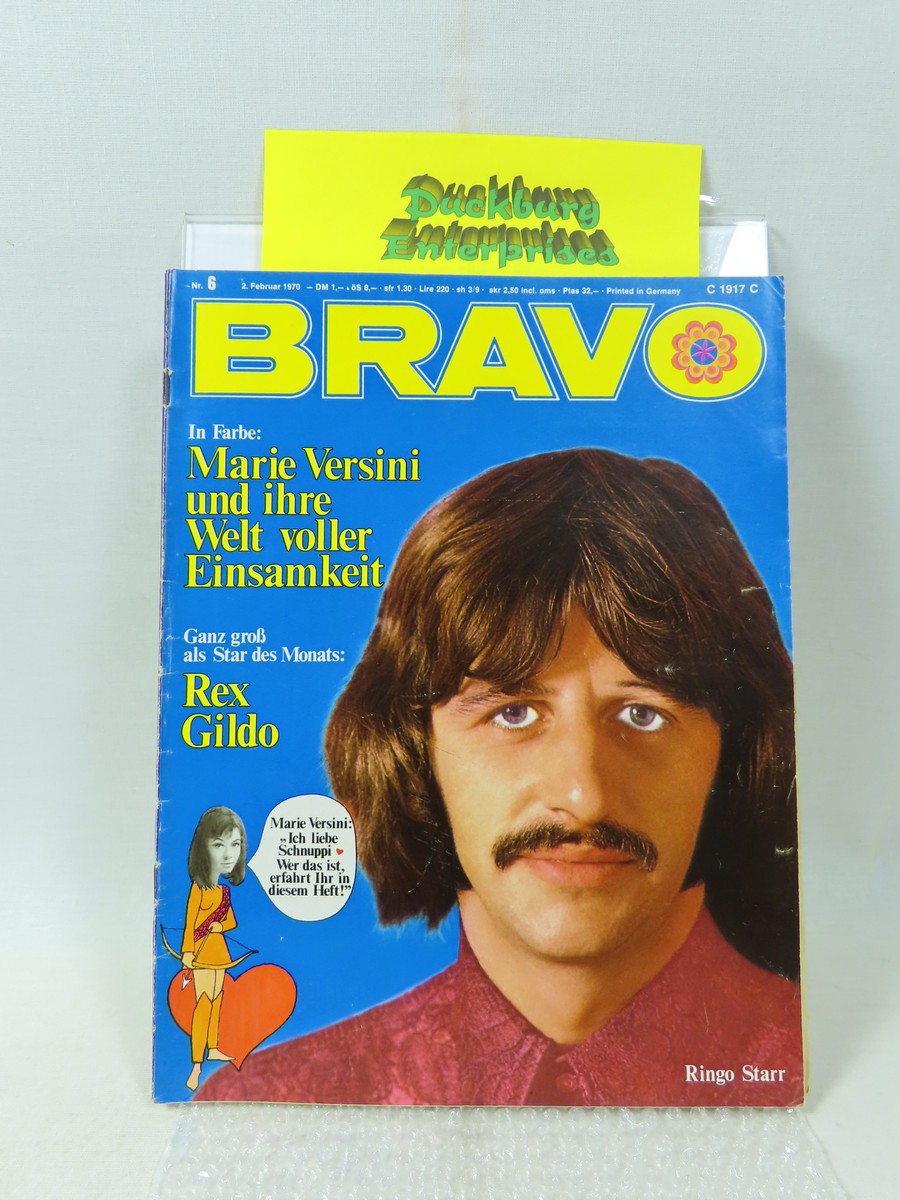 Duckburg
Enterprises
Nr. 6 2. Februar 1970 — DM 1,— · öS 8,— · sfr 1.30 · Lire 220 · sh 3/9 · skr 2.50 incl. oms · Ptas 32,— · Printed in Germany C 1917 C
BRAVO
In Farbe:
Marie Versini
und ihre
Welt voller
Einsamkeit
Ganz groß
als Star des Monats:
Rex
Gildo
Marie Versini:
„Ich liebe
Schnuppi ♥
Wer das ist,
erfahrt Ihr in
diesem Heft!”
Ringo Starr